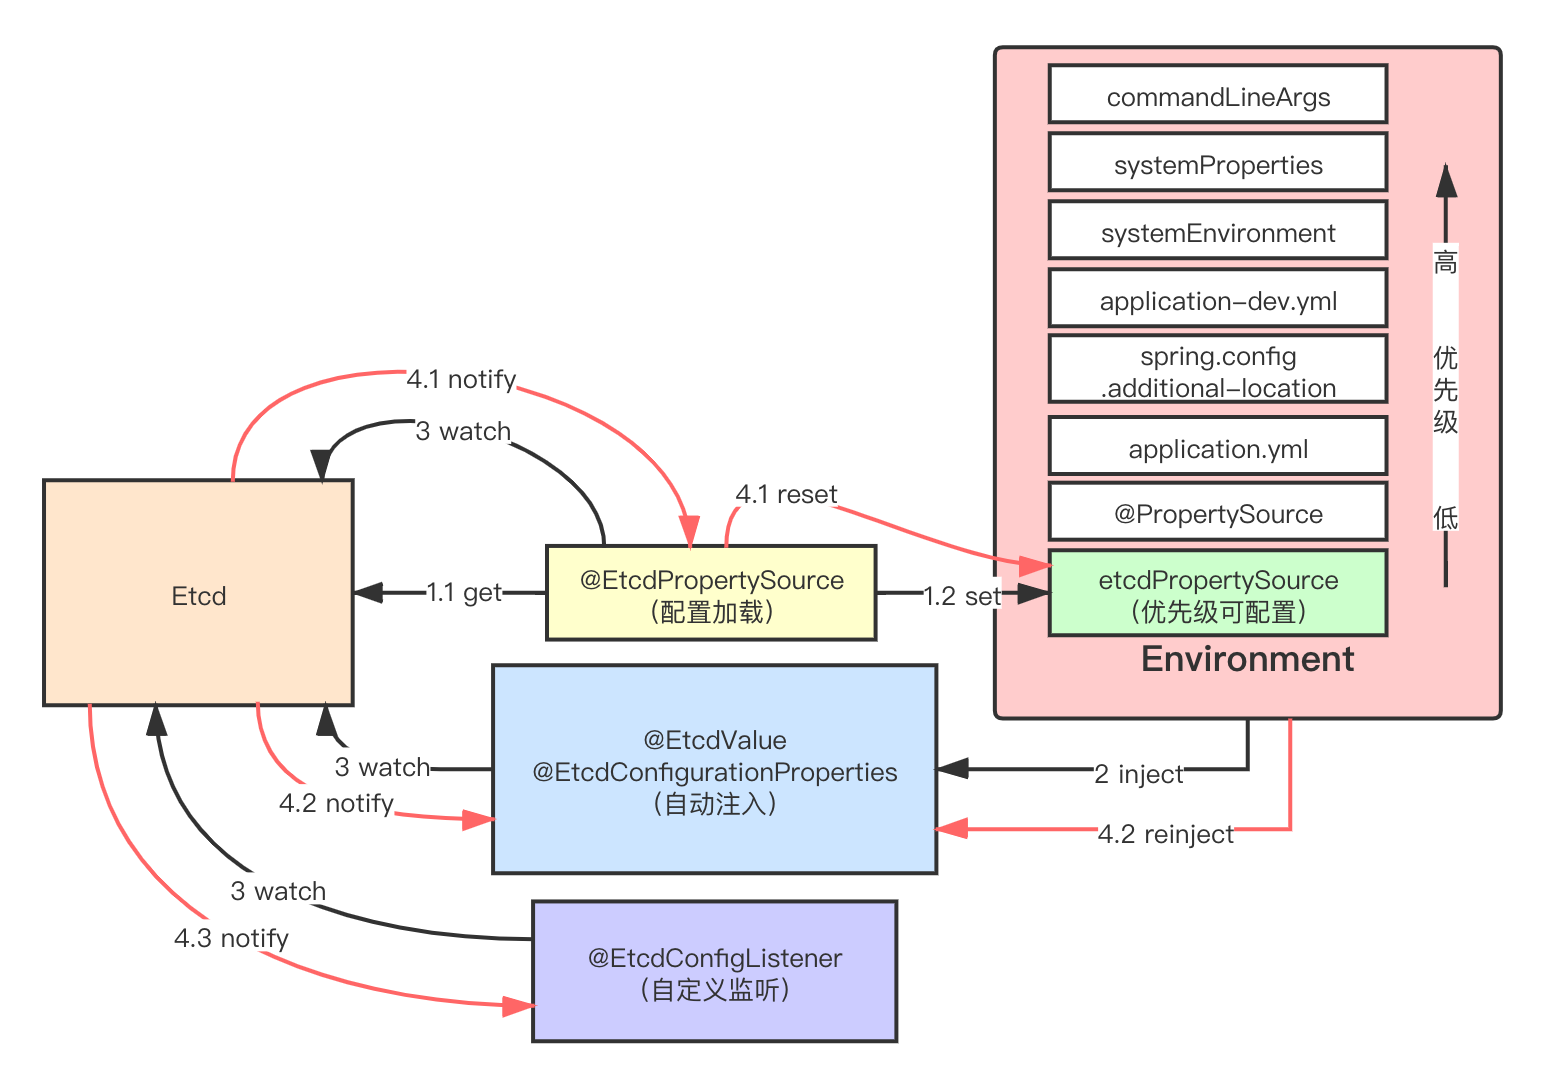 commandLineArgs
systemProperties
systemEnvironment
application-dev.yml
spring.config
.additional-location
application.yml
@PropertySource
etcdPropertySource
（优先级可配置）
Environment
高
优
先
级
低
4.1 notify
3 watch
4.1 reset
Etcd
1.1 get
@EtcdPropertySource
（配置加载）
1.2 set
@EtcdValue
@EtcdConfigurationProperties
（自动注入）
3 watch
4.2 notify
2 inject
4.2 reinject
3 watch
4.3 notify
@EtcdConfigListener
（自定义监听）